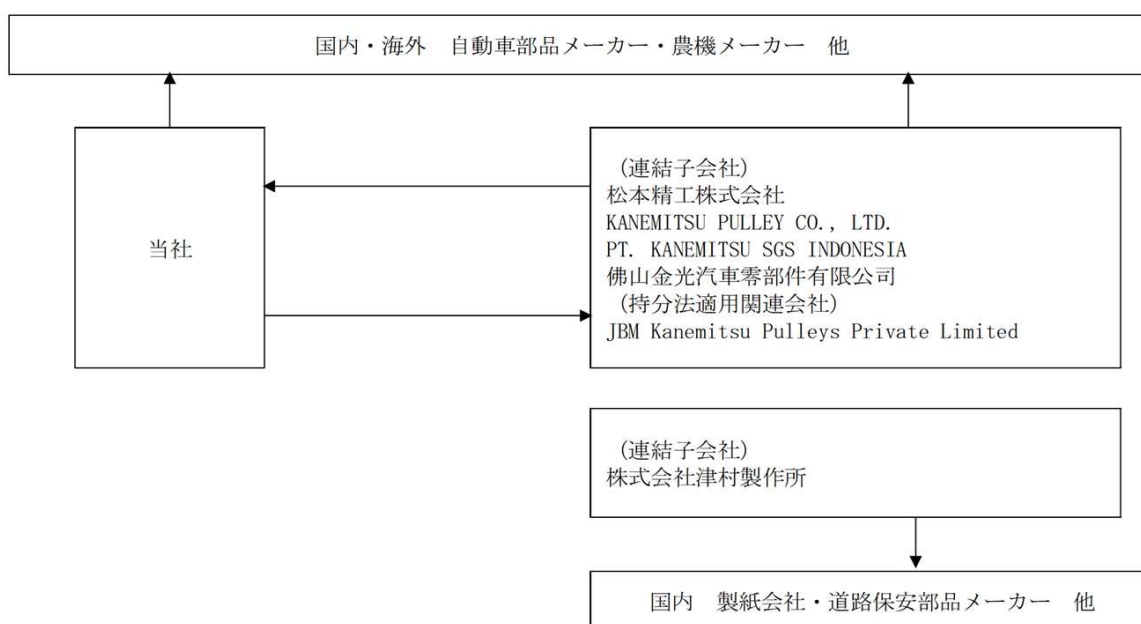 国内・海外　自動車部品メーカー・農機メーカー　他
当社
(連結子会社)
松本精工株式会社
KANEMITSU PULLEY CO., LTD.
PT. KANEMITSU SGS INDONESIA
佛山金光汽車零部件有限公司
(持分法適用関連会社)
JBM Kanemitsu Pulleys Private Limited
(連結子会社)
株式会社津村製作所
国内　製紙会社・道路保安部品メーカー　他